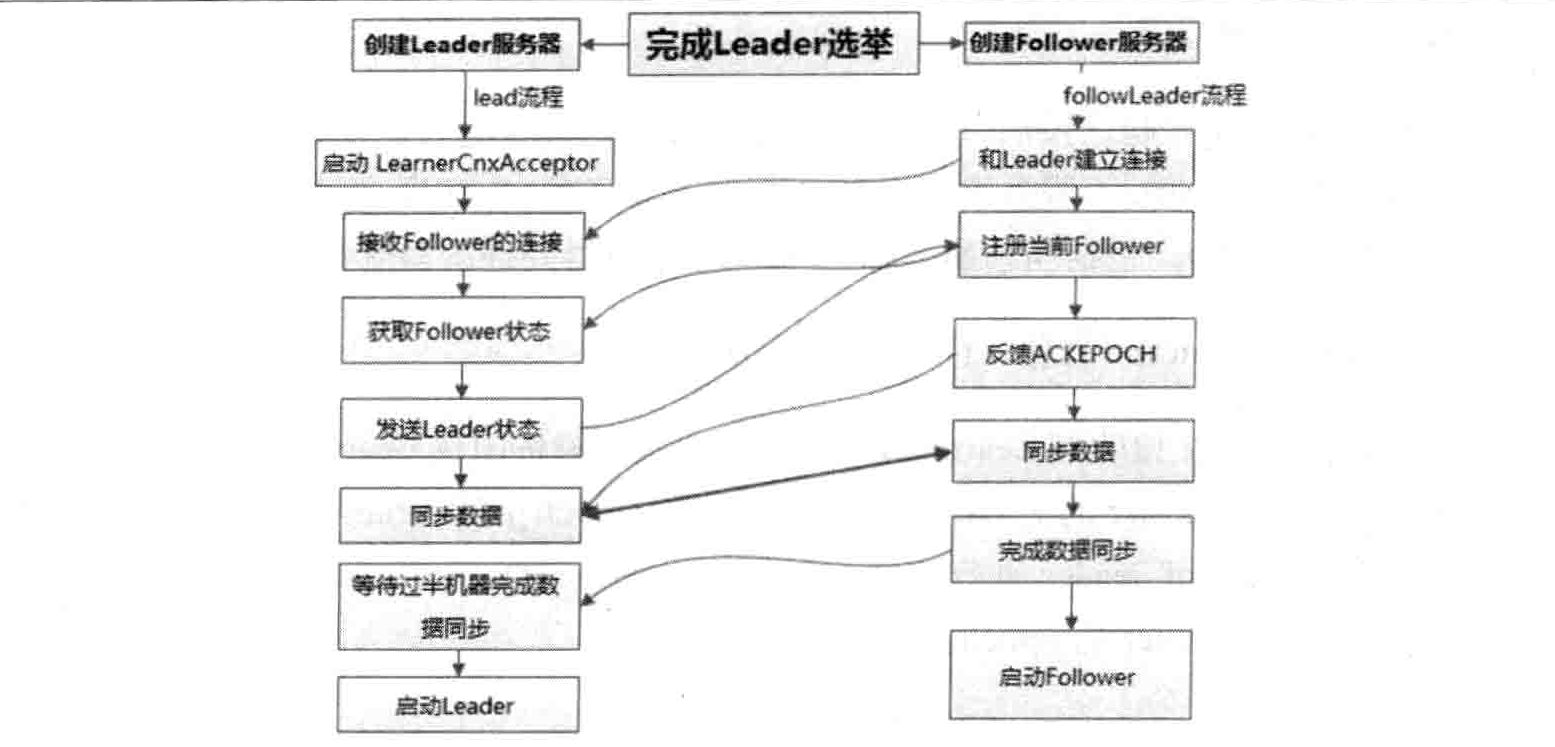 完成Leader选举
创建Leader服务器
lead流程
启动 LearnerCnxAcceptor
接收Follower的连接
获取Follower状态
发送Leader状态
同步数据
等待过半机器完成数
据同步
启动Leader
创建Follower服务器
followLeader流程
和Leader建立连接
注册当前Follower
反馈ACKEPOCH
同步数据
完成数据同步
启动Follower